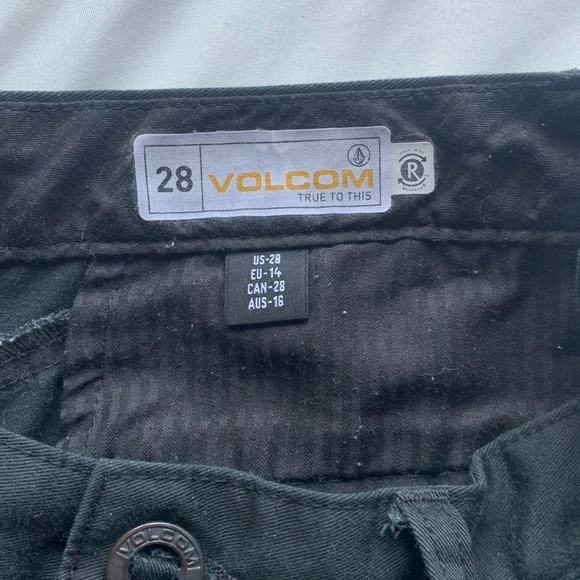 28
VOLCOM
TRUE TO THIS
R
US-28
EU-14
CAN-28
AUS-16
VOLCOM